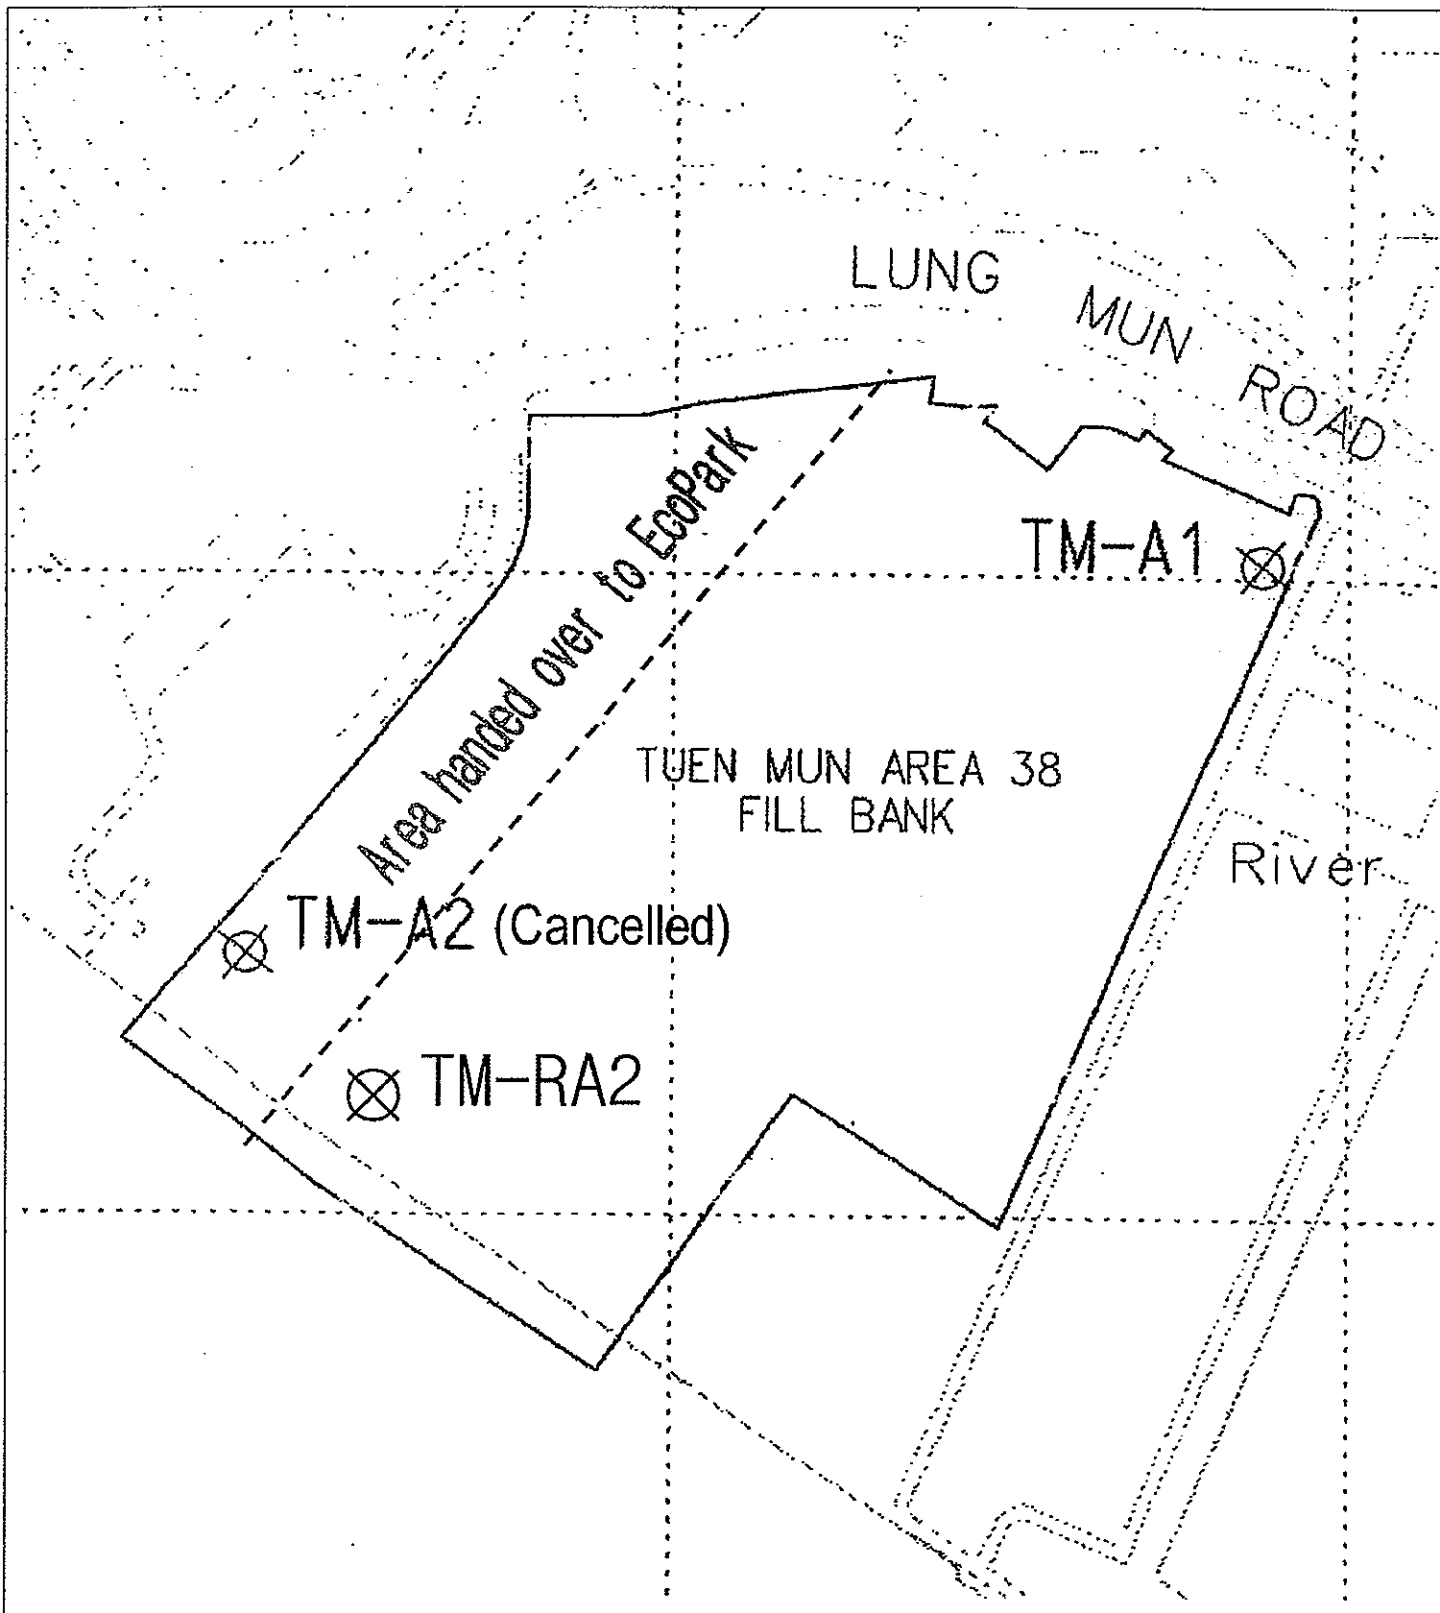 LUNG MUN ROAD
TM-A1
Area handed over to EcoPark
TUEN MUN AREA 38
FILL BANK
River
TM-A2 (Cancelled)
TM-RA2